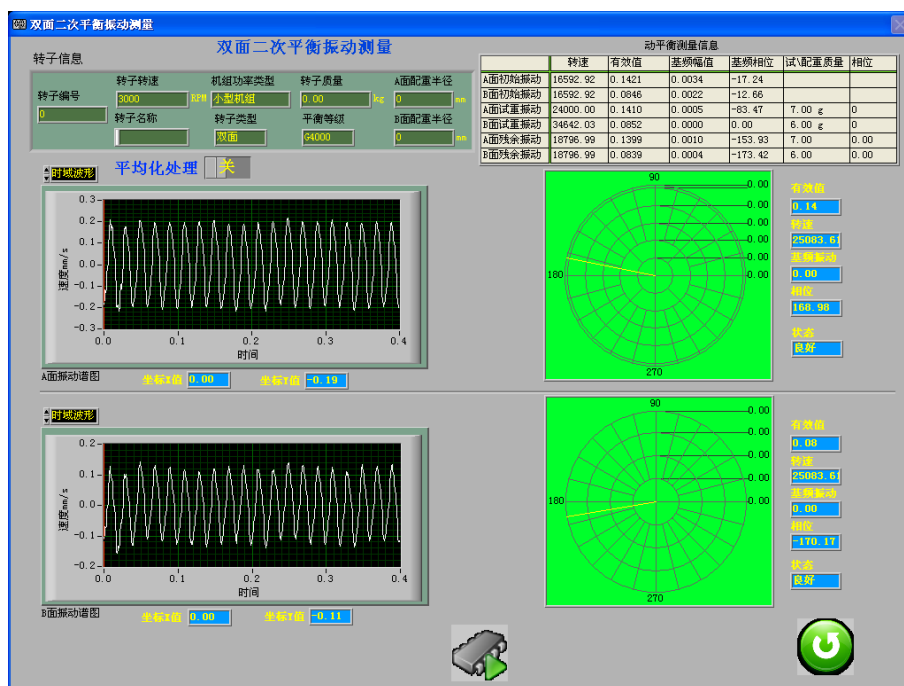 双面二次平衡振动测量
双面二次平衡振动测量
转子信息
转子编号
0
转子转速 机组功率类型 转子质量 A面配重半径
3000 RPM 小型机组 0.00 kg 0 mm
转子名称 转子类型 平衡等级 B面配重半径
双面 G4000 0 mm
动平衡测量信息
转速 有效值 基频幅值 基频相位 试\配重质量 相位
A面初始振动 16592.92 0.1421 0.0034 -17.24
B面初始振动 16592.92 0.0846 0.0022 -12.66
A面试重振动 24000.00 0.1410 0.0005 -83.47 7.00 g 0
B面试重振动 34642.03 0.0852 0.0000 0.00 6.00 g 0
A面残余振动 18796.99 0.1399 0.0010 -153.93 7.00 0.00
B面残余振动 18796.99 0.0839 0.0004 -173.42 6.00 0.00
时域波形 平均化处理 关
速度mm/s
0.3
0.2
0.1
0.0
-0.1
-0.2
-0.3
0.0 0.1 0.2 0.3 0.4
时间
A面振动谱图 坐标X值 0.00 坐标Y值 -0.19
90
180
270
0.00
0.00
0.00
0.00
0.00
有效值
0.14
转速
25083.61
基频振动
0.00
相位
168.98
状态
良好
时域波形
速度mm/s
0.2
0.1
0.0
-0.1
-0.2
0.0 0.1 0.2 0.3 0.4
时间
B面振动谱图 坐标X值 0.00 坐标Y值 -0.11
90
180
270
0.00
0.00
0.00
0.00
0.00
有效值
0.08
转速
25083.61
基频振动
0.00
相位
-170.17
状态
良好